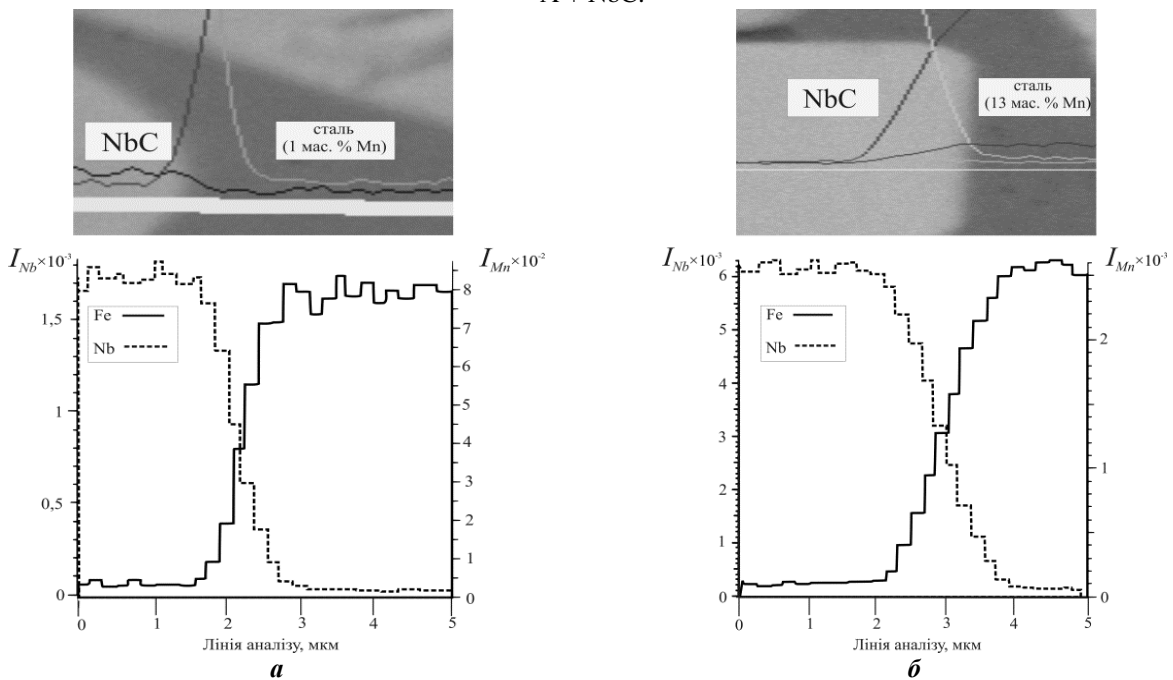 A + NbC.
NbC
сталь
(1 мас. % Mn)
NbC
сталь
(13 мас. % Mn)
I_Nb×10⁻³
I_Mn×10⁻²
Fe
Nb
1,5
1
0,5
0
8
7
6
5
4
3
2
1
0
0 1 2 3 4 5
Лінія аналізу, мкм
а
I_Nb×10⁻³
I_Mn×10⁻³
Fe
Nb
6
5
4
3
2
1
0
2
1
0
0 1 2 3 4 5
Лінія аналізу, мкм
б